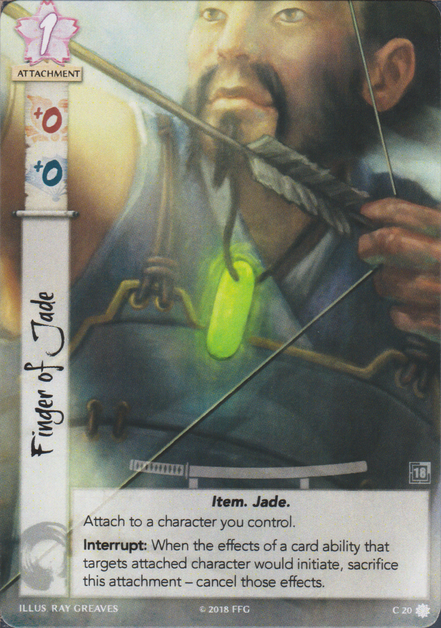 1
ATTACHMENT
+0
+0
Finger of Jade
18
Item. Jade.
Attach to a character you control.
Interrupt: When the effects of a card ability that
targets attached character would initiate, sacrifice
this attachment – cancel those effects.
ILLUS. RAY GREAVES © 2018 FFG C 20